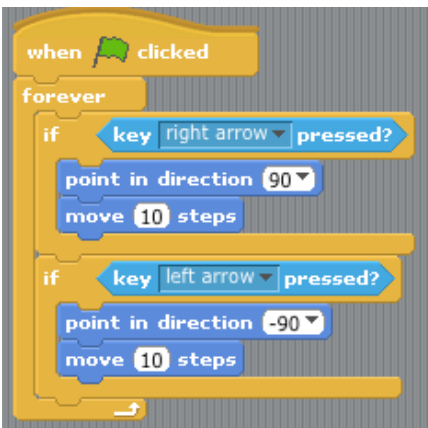 when clicked
forever
if key right arrow pressed?
point in direction 90
move 10 steps
if key left arrow pressed?
point in direction -90
move 10 steps